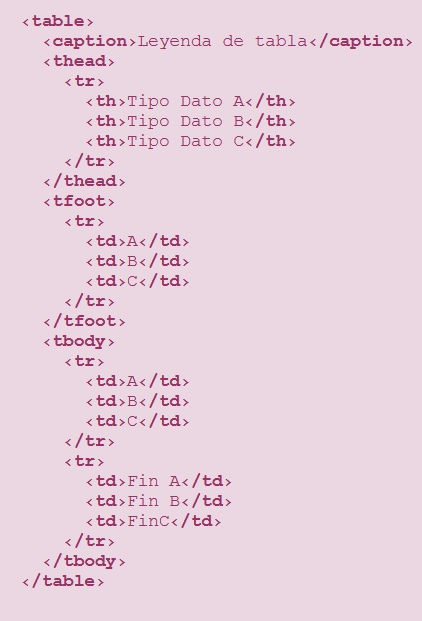 <table>
<caption>Leyenda de tabla</caption>
<thead>
<tr>
<th>Tipo Dato A</th>
<th>Tipo Dato B</th>
<th>Tipo Dato C</th>
</tr>
</thead>
<tfoot>
<tr>
<td>A</td>
<td>B</td>
<td>C</td>
</tr>
</tfoot>
<tbody>
<tr>
<td>A</td>
<td>B</td>
<td>C</td>
</tr>
<tr>
<td>Fin A</td>
<td>Fin B</td>
<td>FinC</td>
</tr>
</tbody>
</table>